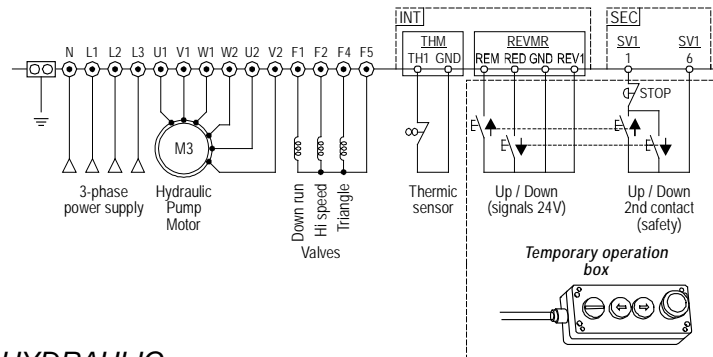 INT
SEC
N L1 L2 L3 U1 V1 W1 W2 U2 V2 F1 F2 F4 F5
THM
TH1 GND
REVMR
REM RED GND REV1
SV1
1
SV1
6
STOP
M3
3-phase
power supply
Hydraulic
Pump
Motor
Down run
Hi speed
Triangle
Valves
Thermic
sensor
Up / Down
(signals 24V)
Up / Down
2nd contact
(safety)
Temporary operation
box
HYDRAULIC